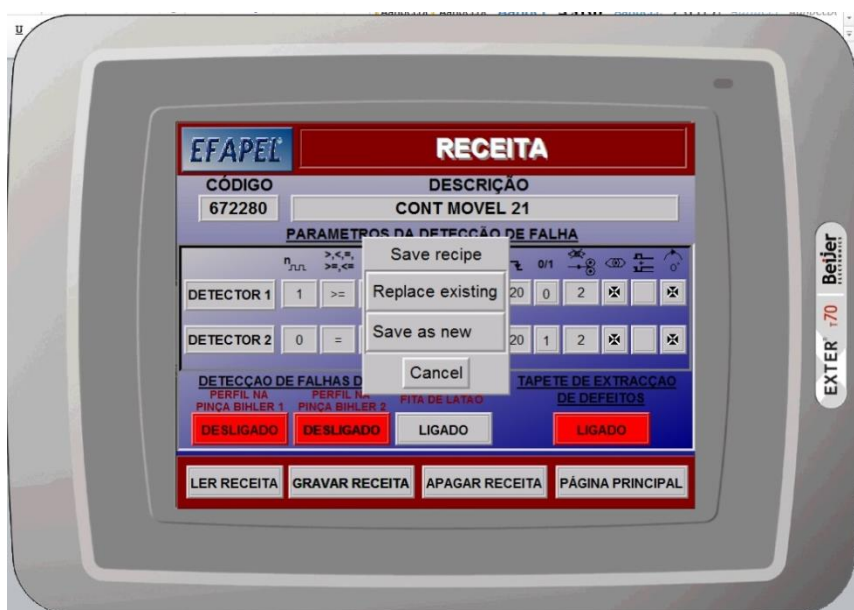 EFAPEL
RECEITA
CÓDIGO DESCRIÇÃO
672280 CONT MOVEL 21
PARAMETROS DA DETECÇÃO DE FALHA
n >,<,=, >=,<= 0/1 0°
DETECTOR 1 1 >= 20 0 2
DETECTOR 2 0 = 20 1 2
Save recipe
Replace existing
Save as new
Cancel
DETECÇAO DE FALHAS D
TAPETE DE EXTRACÇAO
DE DEFEITOS
PERFIL NA
PINÇA BIHLER 1
PERFIL NA
PINÇA BIHLER 2
FITA DE LATAO
DESLIGADO DESLIGADO LIGADO LIGADO
LER RECEITA GRAVAR RECEITA APAGAR RECEITA PÁGINA PRINCIPAL
EXTER T70 Beijer
ELECTRONICS